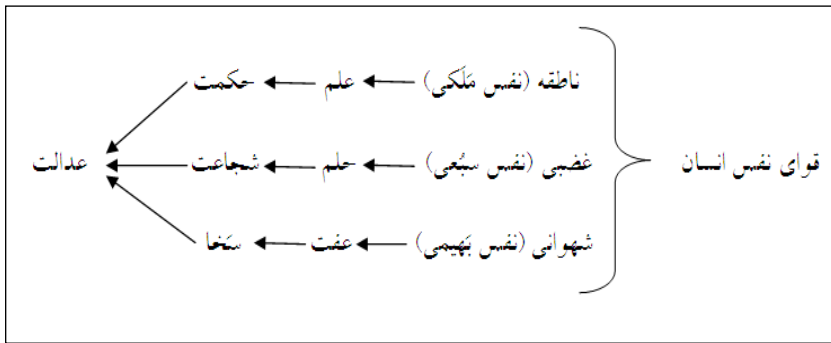 ناطقه (نفس مَلَکی) علم حکمت
قوای نفس انسان غضبی (نفس سبُعی) حلم شجاعت عدالت
شهوانی (نفس بَهیمی) عفت سَخا